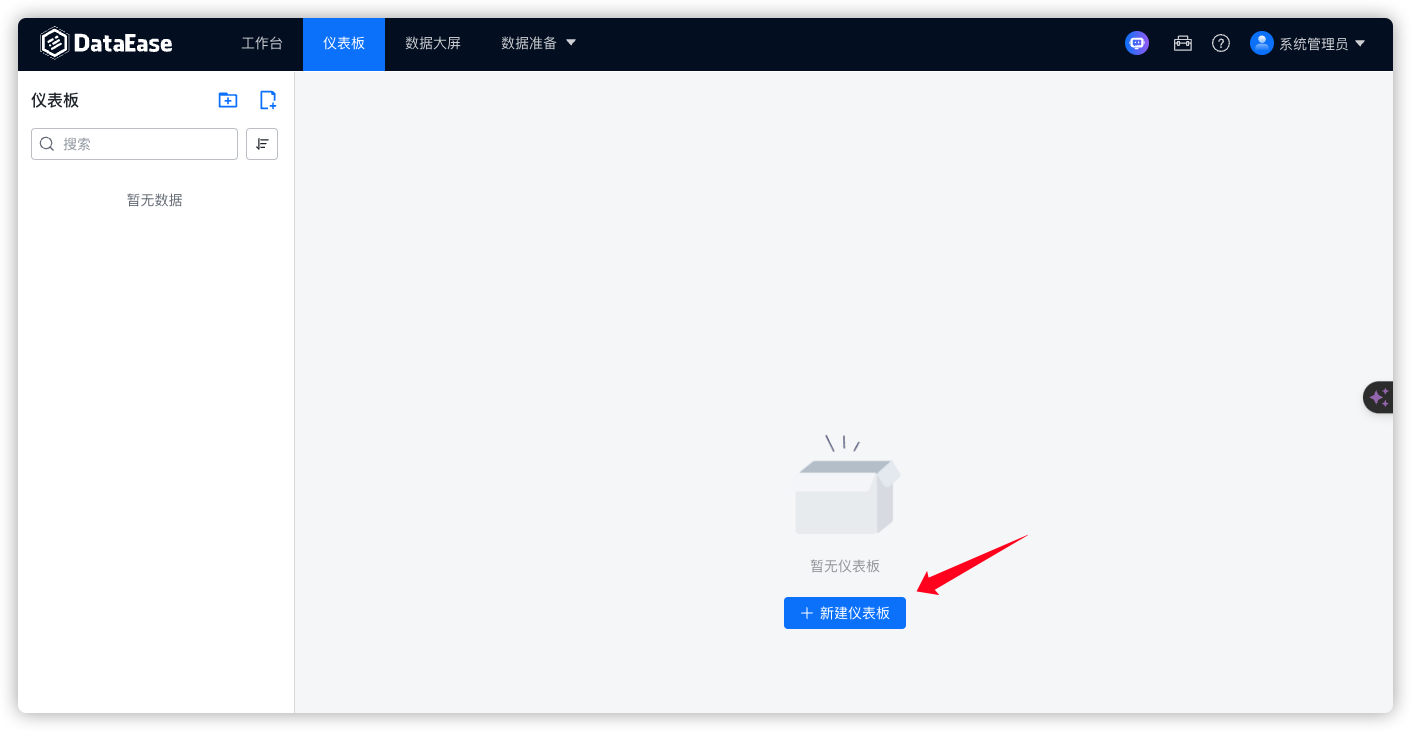 DataEase
工作台
仪表板
数据大屏
数据准备
系统管理员
仪表板
搜索
暂无数据
暂无仪表板
新建仪表板